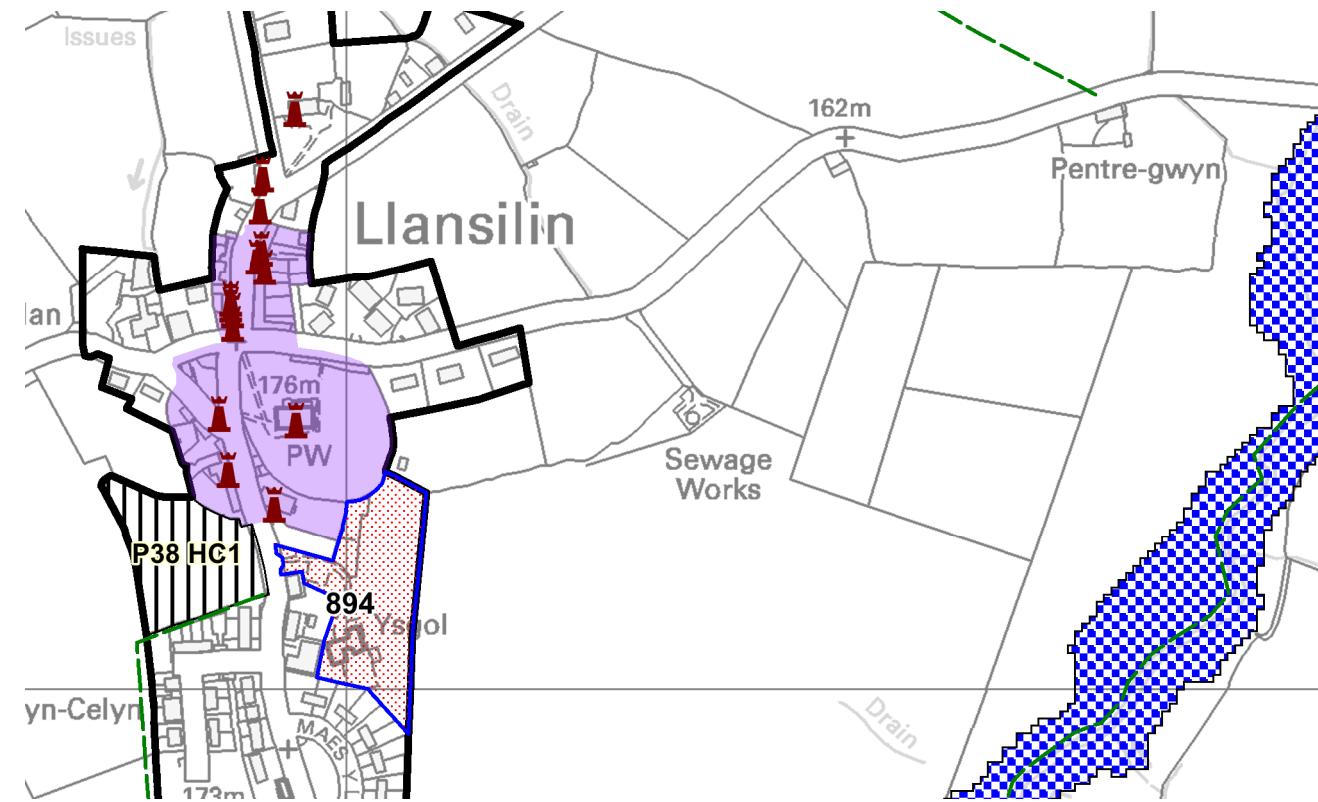 Issues
Drain
162m
Pentre-gwyn
Llansilin
lan
176m
PW
Sewage
Works
P38 HC1
894
Ysgol
yn-Celyn
MAES Y
Drain
173m